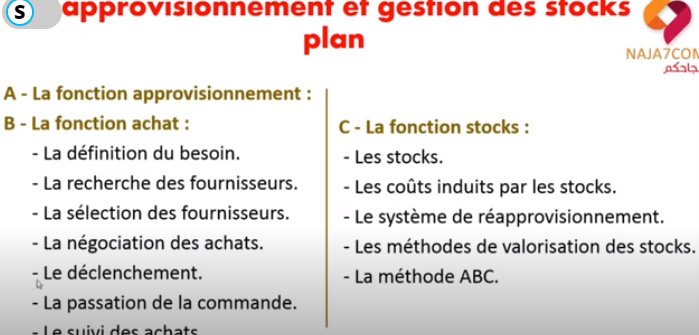 S
approvisionnement et gestion des stocks
plan
NAJA7CON
نجاحكم
A - La fonction approvisionnement :
B - La fonction achat :
- La définition du besoin.
- La recherche des fournisseurs.
- La sélection des fournisseurs.
- La négociation des achats.
- Le déclenchement.
- La passation de la commande.
- Le suivi des achats
C - La fonction stocks :
- Les stocks.
- Les coûts induits par les stocks.
- Le système de réapprovisionnement.
- Les méthodes de valorisation des stocks.
- La méthode ABC.